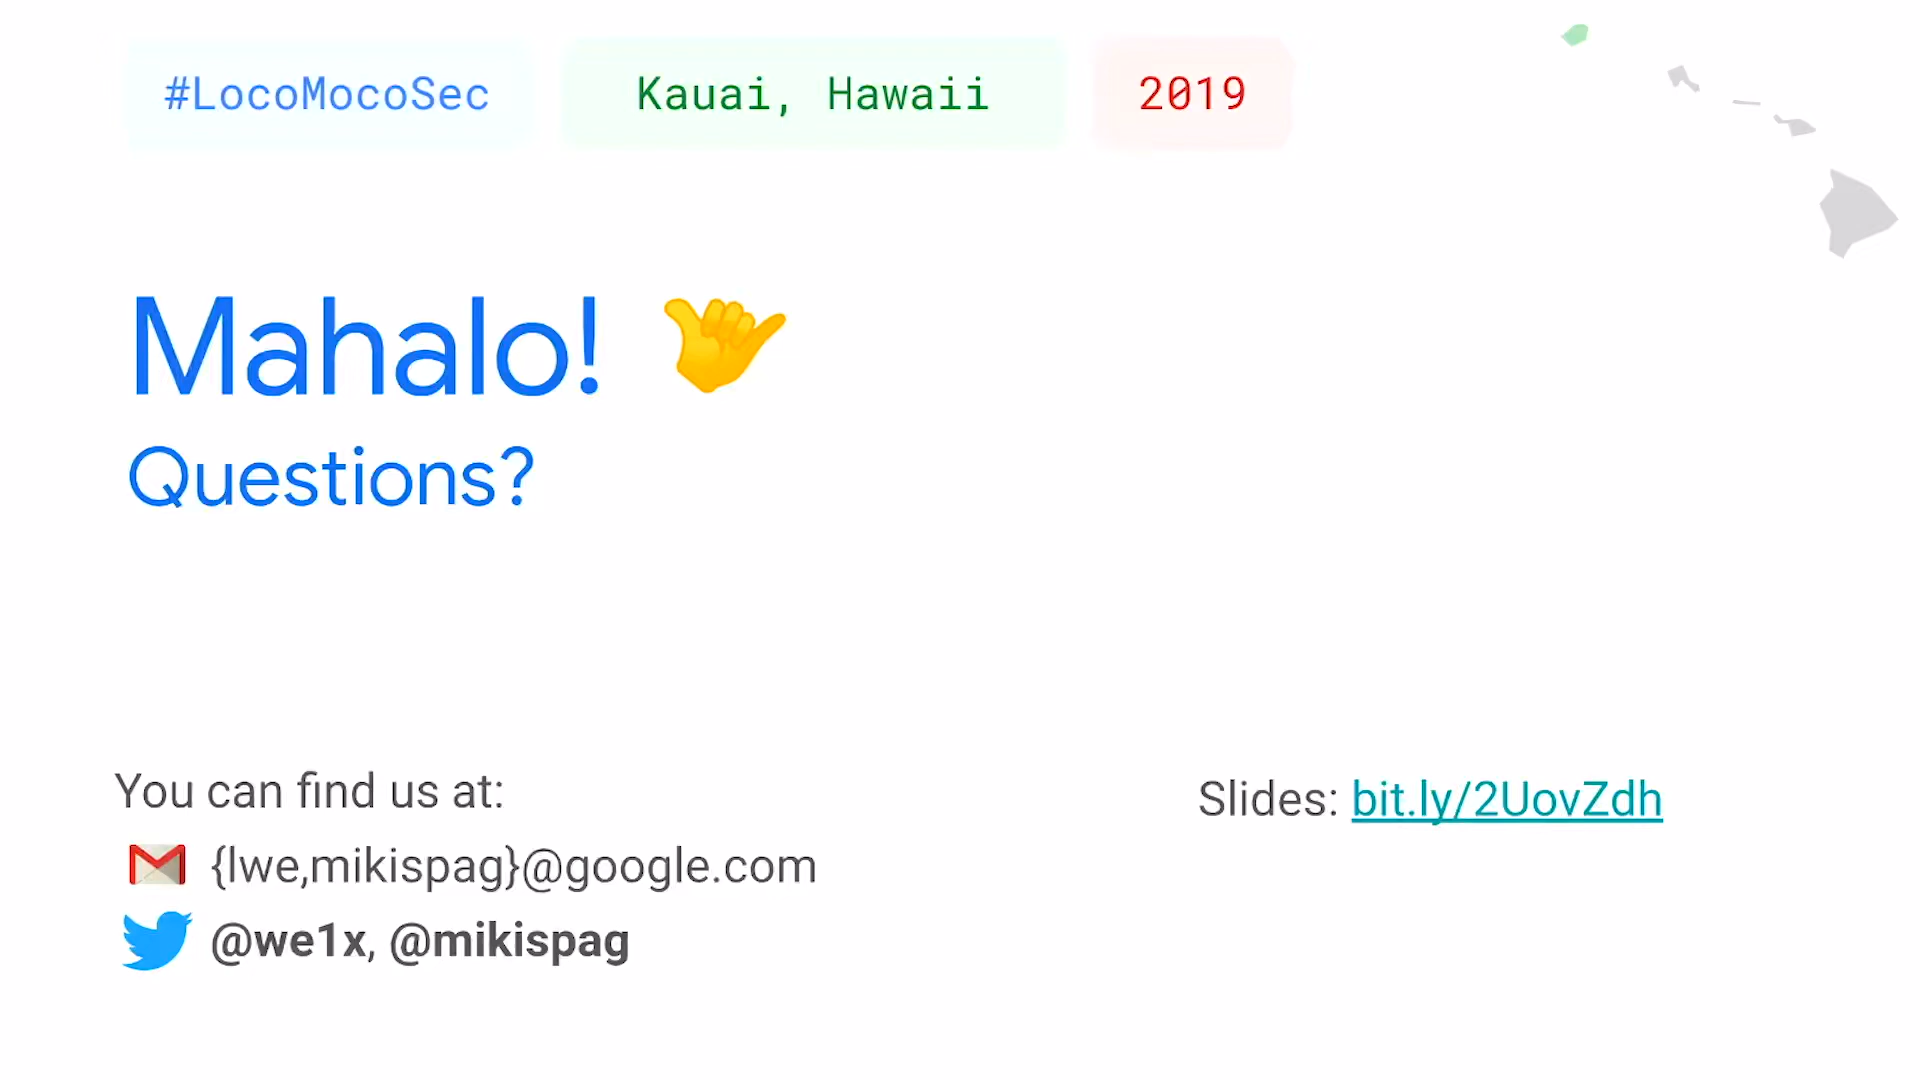 #LocoMocoSec Kauai, Hawaii 2019
Mahalo! 🤙
Questions?
You can find us at:
{lwe,mikispag}@google.com
@we1x, @mikispag
Slides: bit.ly/2UovZdh